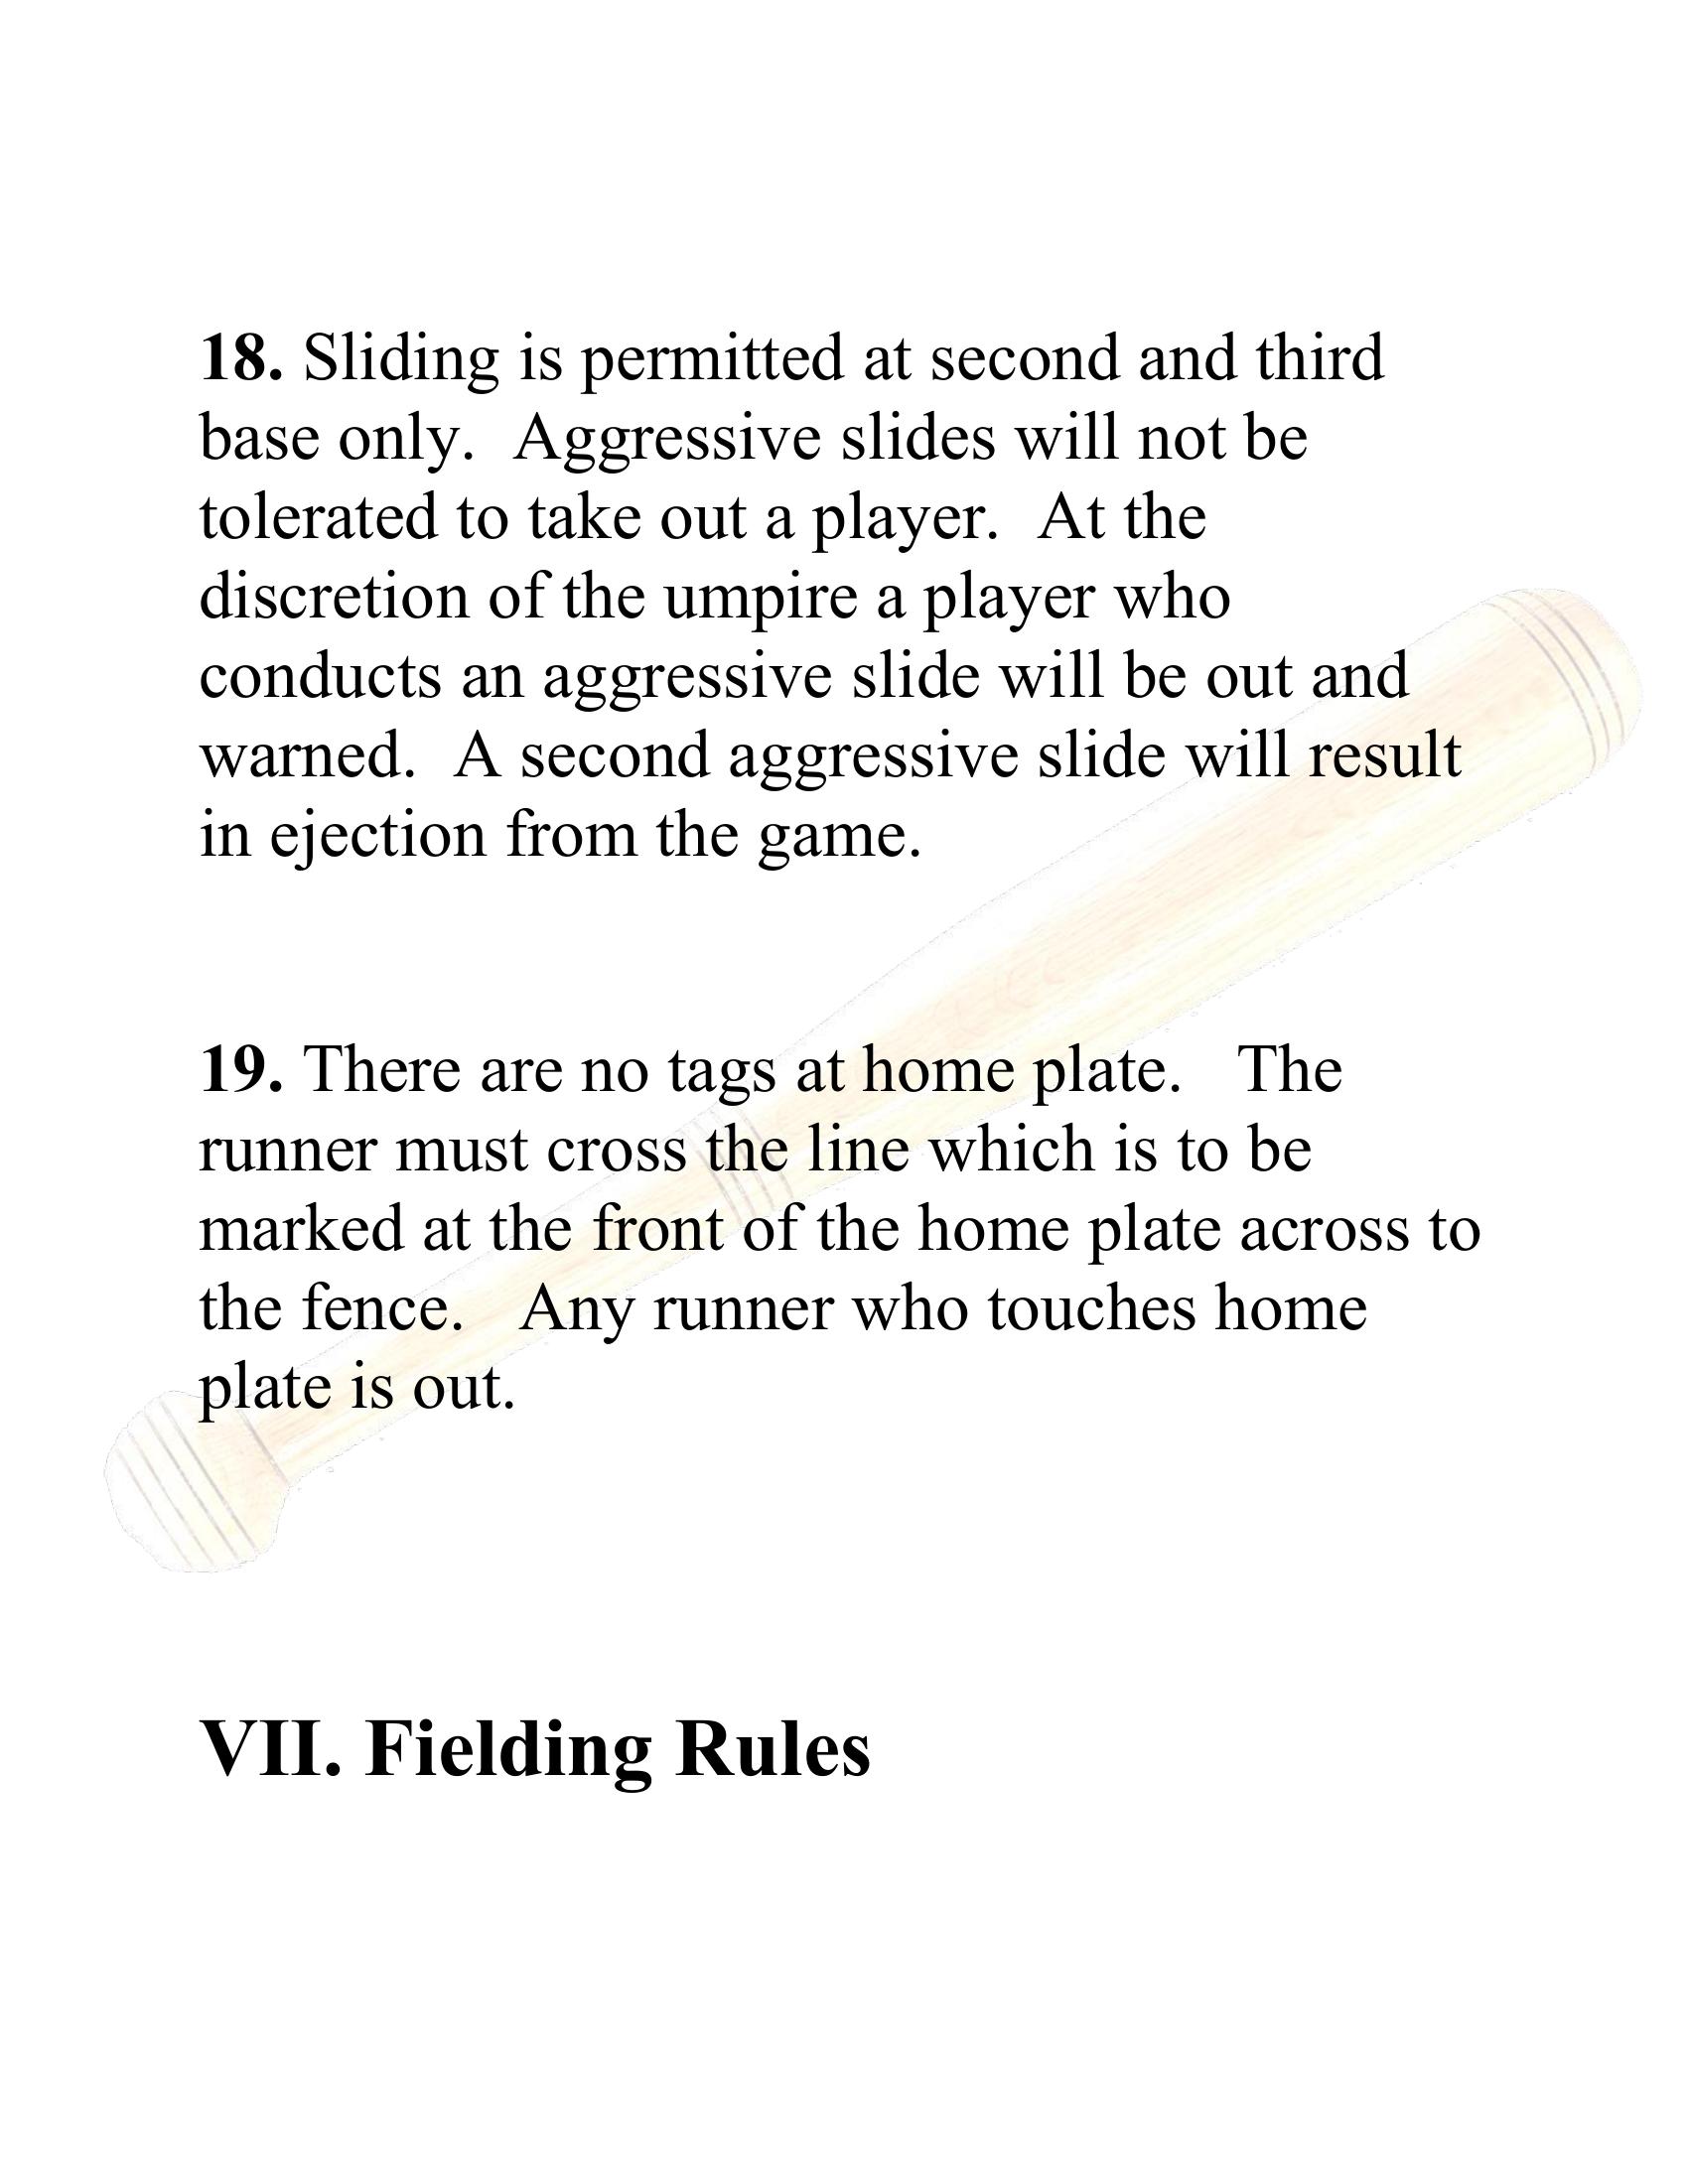 18. Sliding is permitted at second and third
base only.  Aggressive slides will not be
tolerated to take out a player.  At the
discretion of the umpire a player who
conducts an aggressive slide will be out and
warned.  A second aggressive slide will result
in ejection from the game.
19. There are no tags at home plate.   The
runner must cross the line which is to be
marked at the front of the home plate across to
the fence.   Any runner who touches home
plate is out.
VII. Fielding Rules